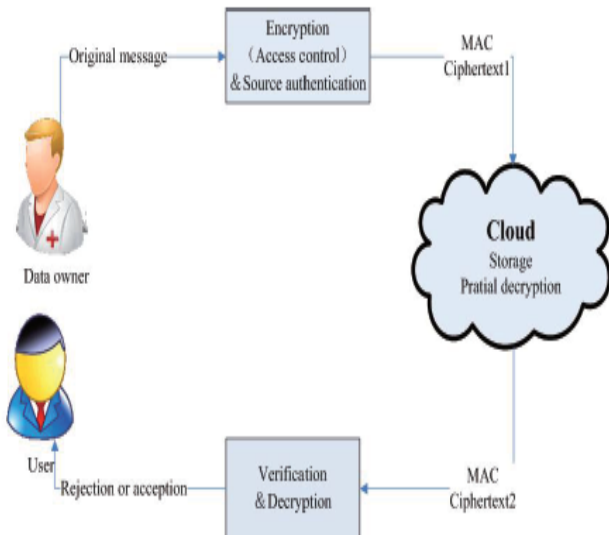 Original message
Encryption
(Access control)
& Source authentication
MAC
Ciphertext1
Data owner
Cloud
Storage
Pratial decryption
User
Rejection or acception
Verification
& Decryption
MAC
Ciphertext2